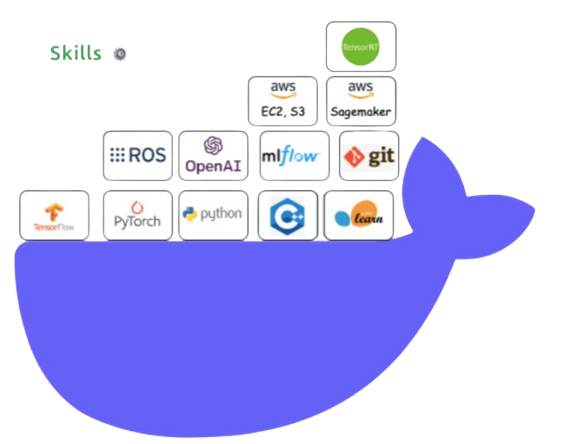 Skills
TensorRT
aws
EC2, S3
aws
Sagemaker
ROS
OpenAI
mlflow
git
TensorFlow
PyTorch
python
C++
learn